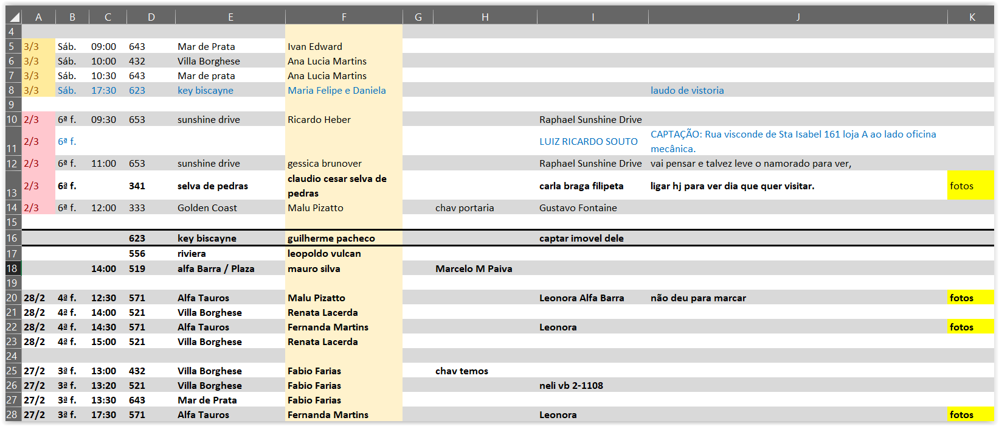 A B C D E F G H I J K
4
5 3/3 Sáb. 09:00 643 Mar de Prata Ivan Edward
6 3/3 Sáb. 10:00 432 Villa Borghese Ana Lucia Martins
7 3/3 Sáb. 10:30 643 Mar de prata Ana Lucia Martins
8 3/3 Sáb. 17:30 623 key biscayne Maria Felipe e Daniela laudo de vistoria
9
10 2/3 6ª f. 09:30 653 sunshine drive Ricardo Heber Raphael Sunshine Drive
11 2/3 6ª f. LUIZ RICARDO SOUTO CAPTAÇÃO: Rua visconde de Sta Isabel 161 loja A ao lado oficina
mecânica.
12 2/3 6ª f. 11:00 653 sunshine drive gessica brunover Raphael Sunshine Drive vai pensar e talvez leve o namorado para ver,
13 2/3 6ª f. 341 selva de pedras claudio cesar selva de
pedras carla braga filipeta ligar hj para ver dia que quer visitar. fotos
14 2/3 6ª f. 12:00 333 Golden Coast Malu Pizatto chav portaria Gustavo Fontaine
15
16 623 key biscayne guilherme pacheco captar imovel dele
17 556 riviera leopoldo vulcan
18 14:00 519 alfa Barra / Plaza mauro silva Marcelo M Paiva
19
20 28/2 4ª f. 12:30 571 Alfa Tauros Malu Pizatto Leonora Alfa Barra não deu para marcar fotos
21 28/2 4ª f. 14:00 521 Villa Borghese Renata Lacerda
22 28/2 4ª f. 14:30 571 Alfa Tauros Fernanda Martins Leonora fotos
23 28/2 4ª f. 15:00 521 Villa Borghese Renata Lacerda
24
25 27/2 3ª f. 13:00 432 Villa Borghese Fabio Farias chav temos
26 27/2 3ª f. 13:20 521 Villa Borghese Fabio Farias neli vb 2-1108
27 27/2 3ª f. 13:30 643 Mar de Prata Fabio Farias
28 27/2 3ª f. 17:30 571 Alfa Tauros Fernanda Martins Leonora fotos